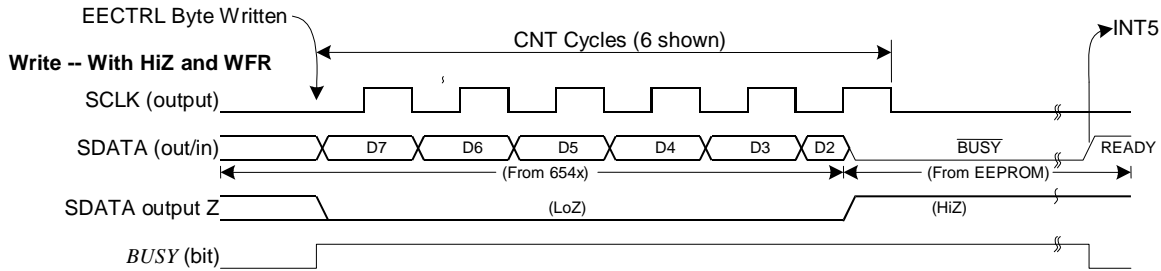 EECTRL Byte Written
INT5
CNT Cycles (6 shown)
Write -- With HiZ and WFR
SCLK (output)
SDATA (out/in) D7 D6 D5 D4 D3 D2 BUSY READY
(From 654x) (From EEPROM)
SDATA output Z (LoZ) (HiZ)
BUSY (bit)